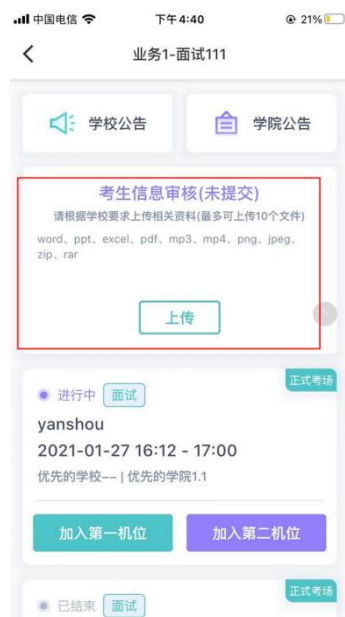 中国电信 下午4:40 21%
业务1-面试111
学校公告 学院公告
考生信息审核(未提交)
请根据学校要求上传相关资料(最多可上传10个文件)
word、ppt、excel、pdf、mp3、mp4、png、jpeg、
zip、rar
上传
正式考场
进行中 面试
yanshou
2021-01-27 16:12 - 17:00
优先的学校-- | 优先的学院1.1
加入第一机位 加入第二机位
正式考场
已结束 面试